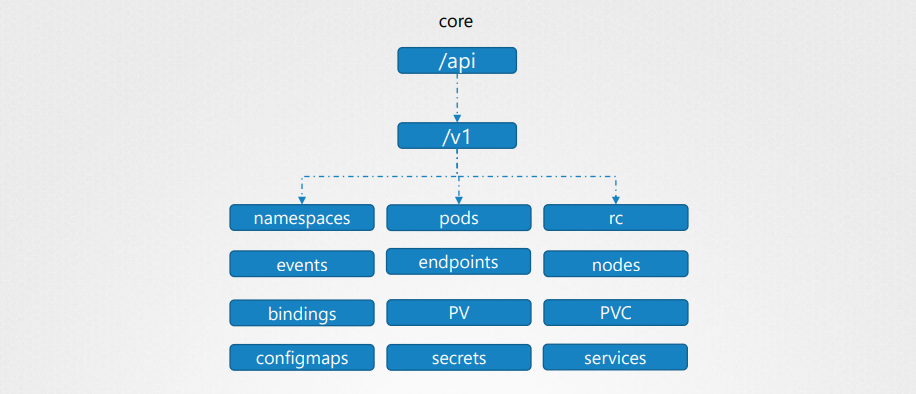 core
/api
/v1
namespaces
pods
rc
events
endpoints
nodes
bindings
PV
PVC
configmaps
secrets
services